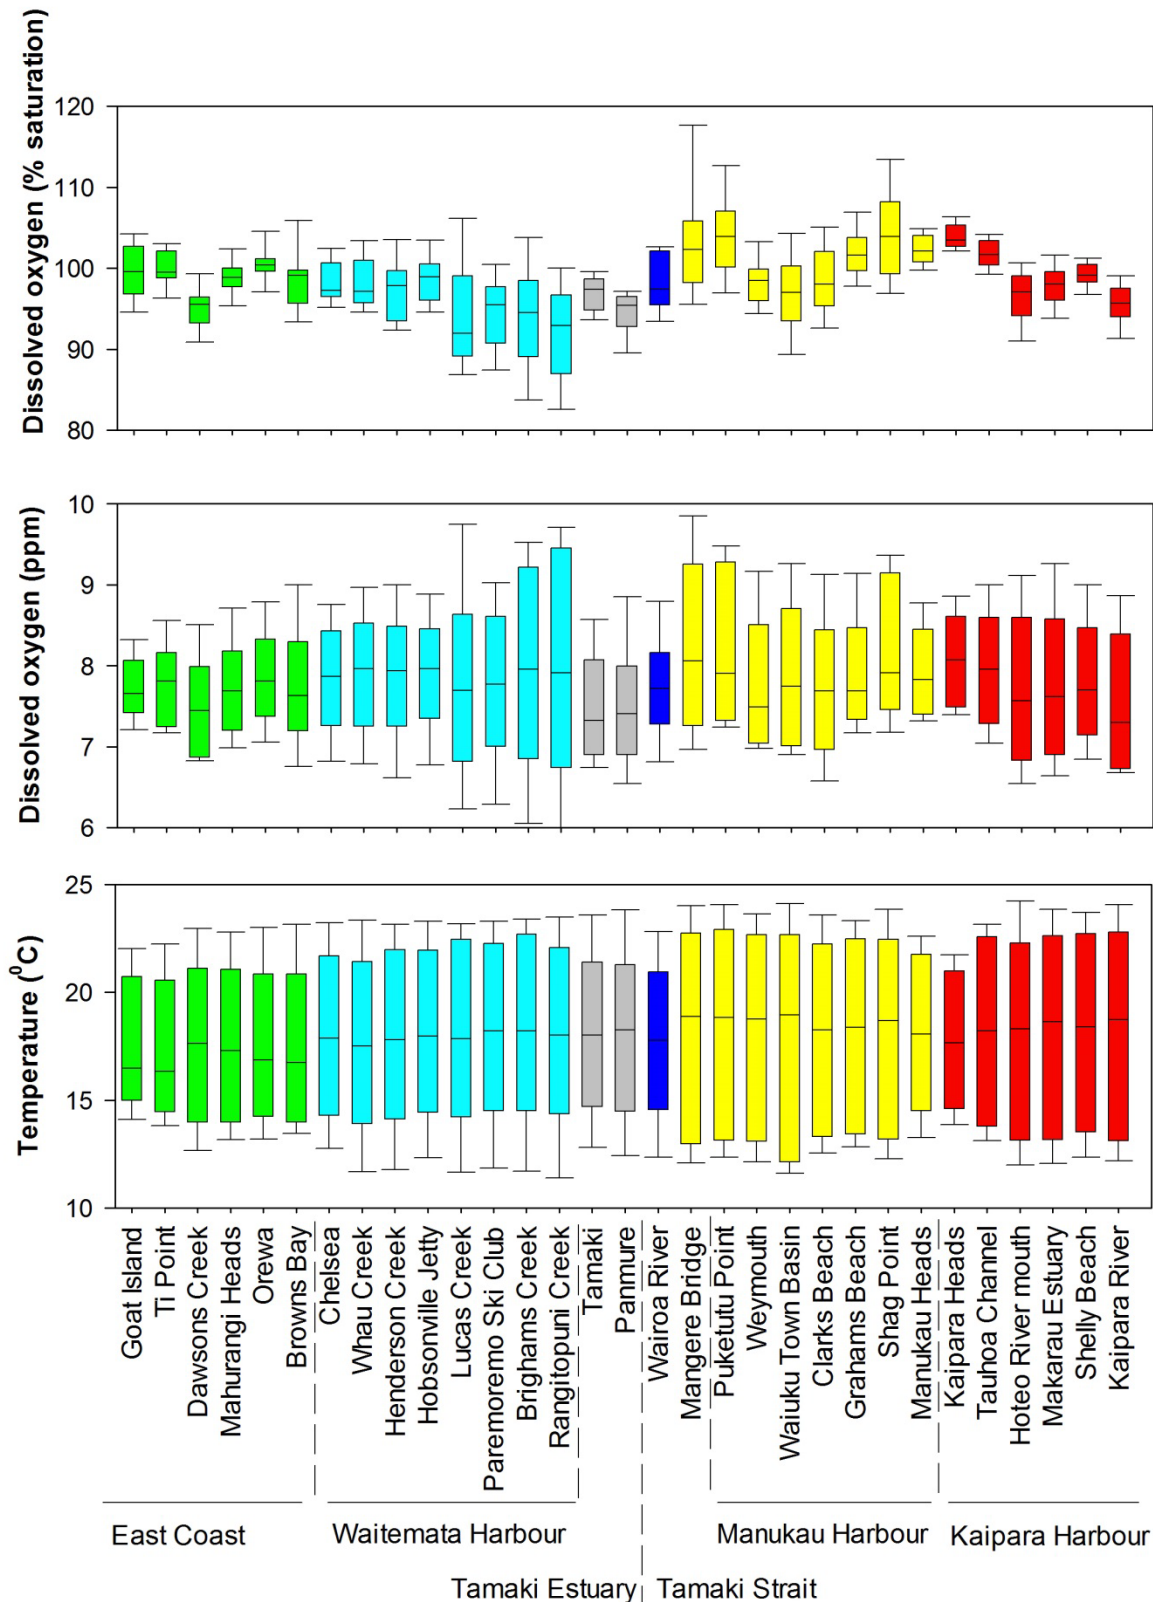 Dissolved oxygen (% saturation)
120
110
100
90
80
Dissolved oxygen (ppm)
10
9
8
7
6
Temperature (⁰C)
25
20
15
10
Goat Island
Ti Point
Dawsons Creek
Mahurangi Heads
Orewa
Browns Bay
Chelsea
Whau Creek
Henderson Creek
Hobsonville Jetty
Lucas Creek
Paremoremo Ski Club
Brighams Creek
Rangitopuni Creek
Tamaki
Panmure
Wairoa River
Mangere Bridge
Puketutu Point
Weymouth
Waiuku Town Basin
Clarks Beach
Grahams Beach
Shag Point
Manukau Heads
Kaipara Heads
Tauhoa Channel
Hoteo River mouth
Makarau Estuary
Shelly Beach
Kaipara River
East Coast
Waitemata Harbour
Manukau Harbour
Kaipara Harbour
Tamaki Estuary
Tamaki Strait